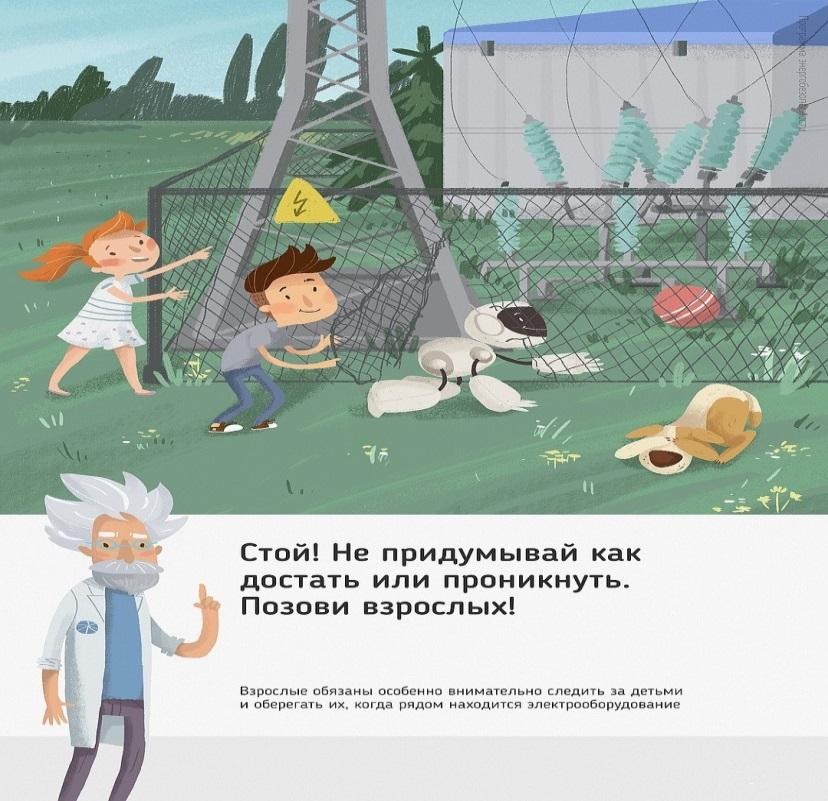 Стой! Не придумывай как
достать или проникнуть.
Позови взрослых!
Взрослые обязаны особенно внимательно следить за детьми
и оберегать их, когда рядом находится электрооборудование